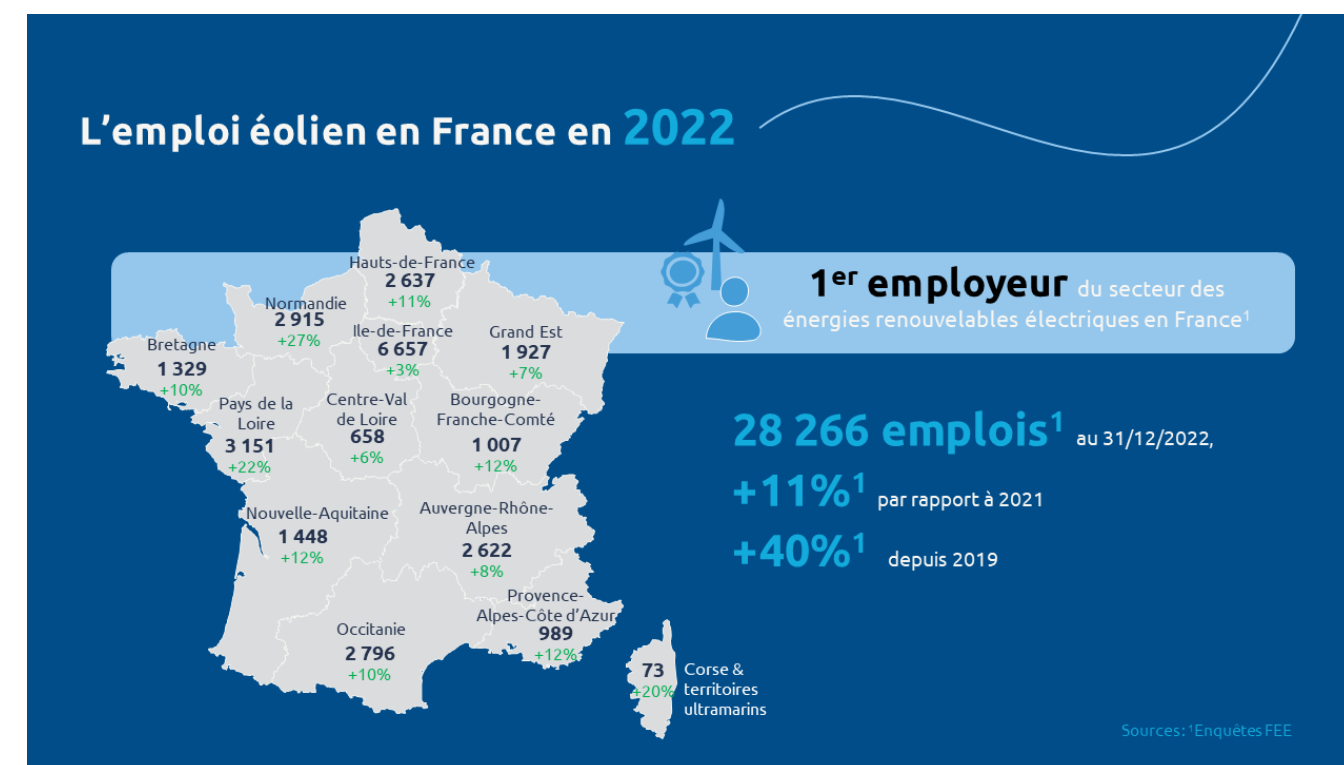 L’emploi éolien en France en 2022
1er employeur du secteur des
énergies renouvelables électriques en France¹
Hauts-de-France
2 637
+11%
Normandie
2 915
+27%
Ile-de-France
6 657
+3%
Grand Est
1 927
+7%
Bretagne
1 329
+10%
Pays de la
Loire
3 151
+22%
Centre-Val
de Loire
658
+6%
Bourgogne-
Franche-Comté
1 007
+12%
Nouvelle-Aquitaine
1 448
+12%
Auvergne-Rhône-
Alpes
2 622
+8%
Provence-
Alpes-Côte d’Azur
989
+12%
Occitanie
2 796
+10%
73
+20%
Corse &
territoires
ultramarins
28 266 emplois¹ au 31/12/2022,
+11%¹ par rapport à 2021
+40%¹ depuis 2019
Sources: ¹Enquêtes FEE